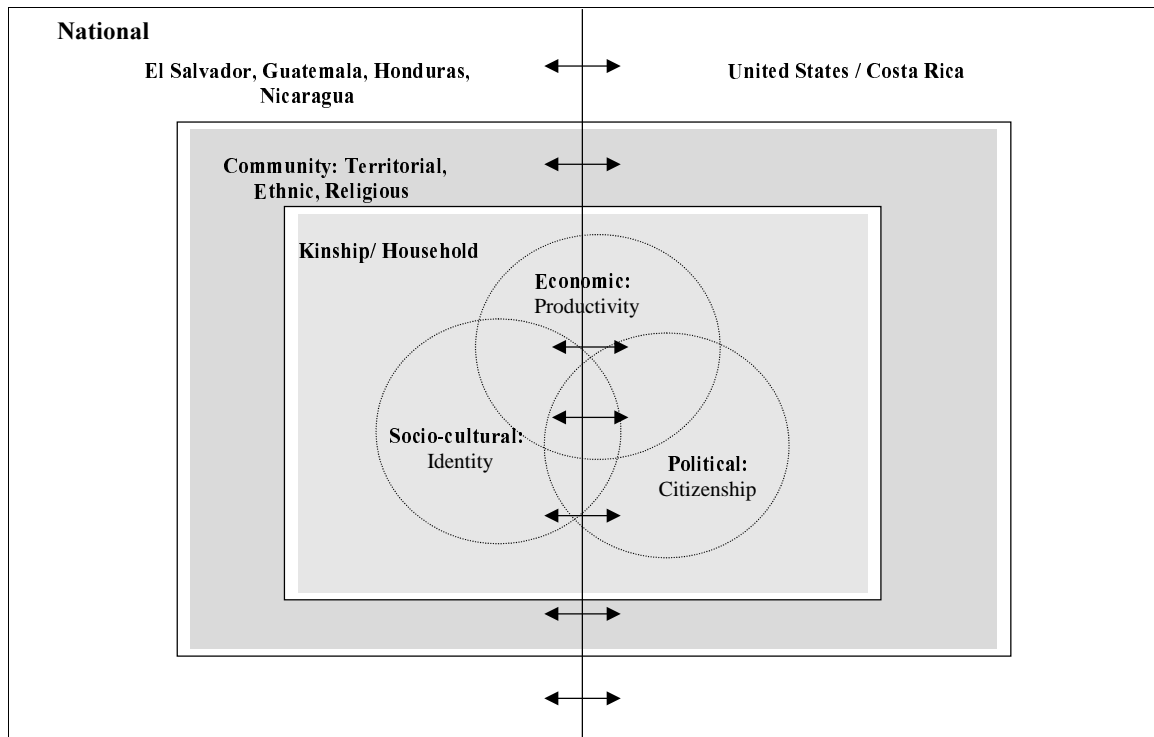 National
El Salvador, Guatemala, Honduras,
Nicaragua
United States / Costa Rica
Community: Territorial,
Ethnic, Religious
Kinship/ Household
Economic:
Productivity
Socio-cultural:
Identity
Political:
Citizenship